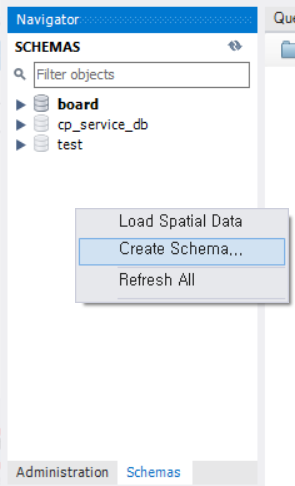 Navigator
Que
SCHEMAS
Filter objects
board
cp_service_db
test
Load Spatial Data
Create Schema...
Refresh All
Administration
Schemas